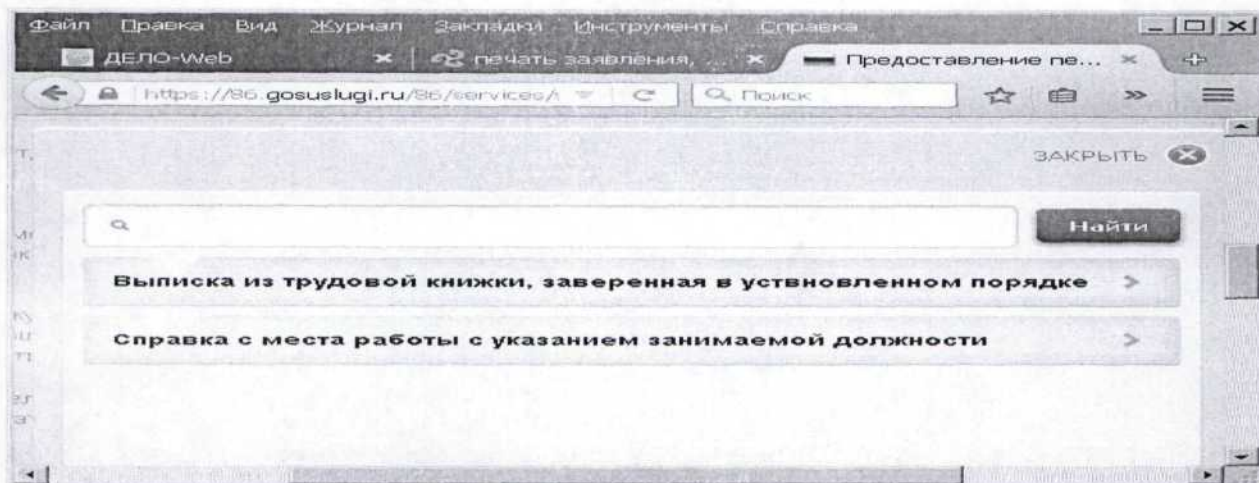 Файл Правка Вид Журнал Закладки Инструменты Справка
ДЕЛО-Web печать заявления, ... Предоставление пе...
https://86.gosuslugi.ru/86/services/ Поиск
ЗАКРЫТЬ
Найти
Выписка из трудовой книжки, заверенная в уствновленном порядке
Справка с места работы с указанием занимаемой должности